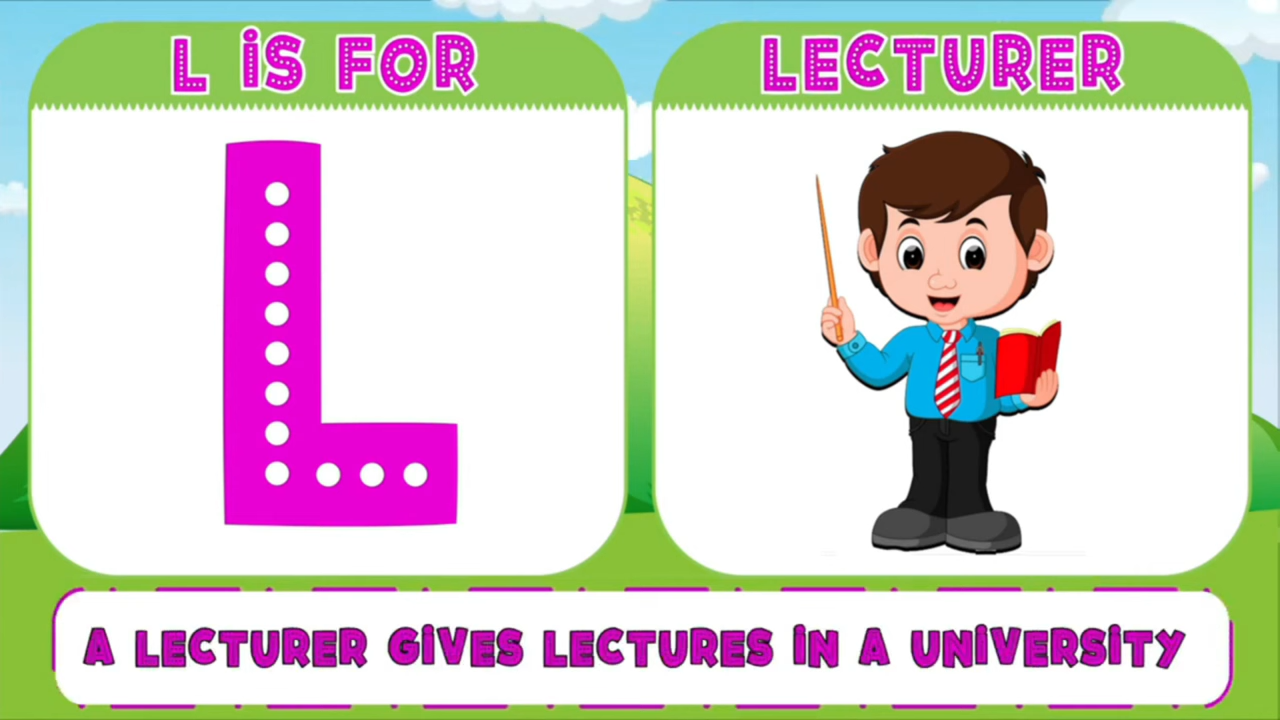 L iS FOR
LECTURER
L
A LECTURER GiVES LECTURES iN A UNiVERSiTY